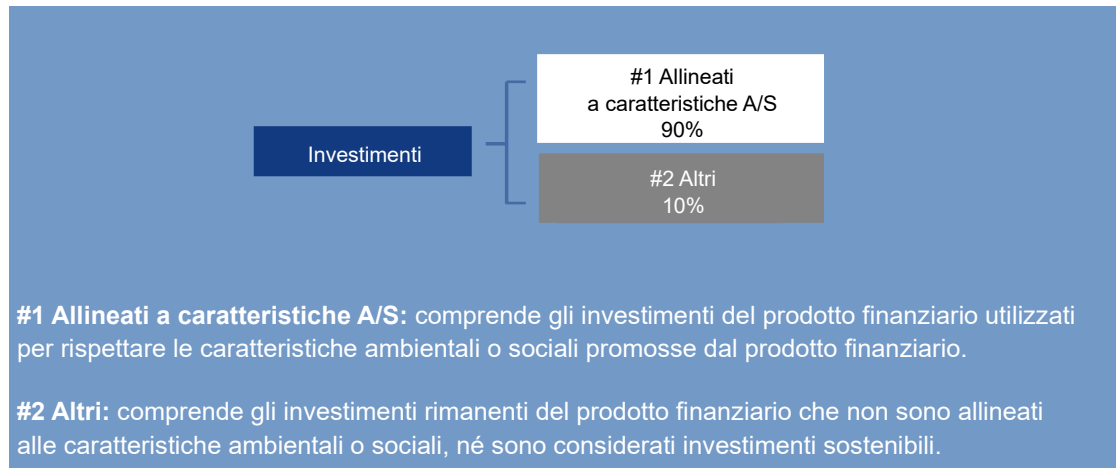 #1 Allineati
a caratteristiche A/S
90%
Investimenti
#2 Altri
10%
#1 Allineati a caratteristiche A/S: comprende gli investimenti del prodotto finanziario utilizzati
per rispettare le caratteristiche ambientali o sociali promosse dal prodotto finanziario.
#2 Altri: comprende gli investimenti rimanenti del prodotto finanziario che non sono allineati
alle caratteristiche ambientali o sociali, né sono considerati investimenti sostenibili.